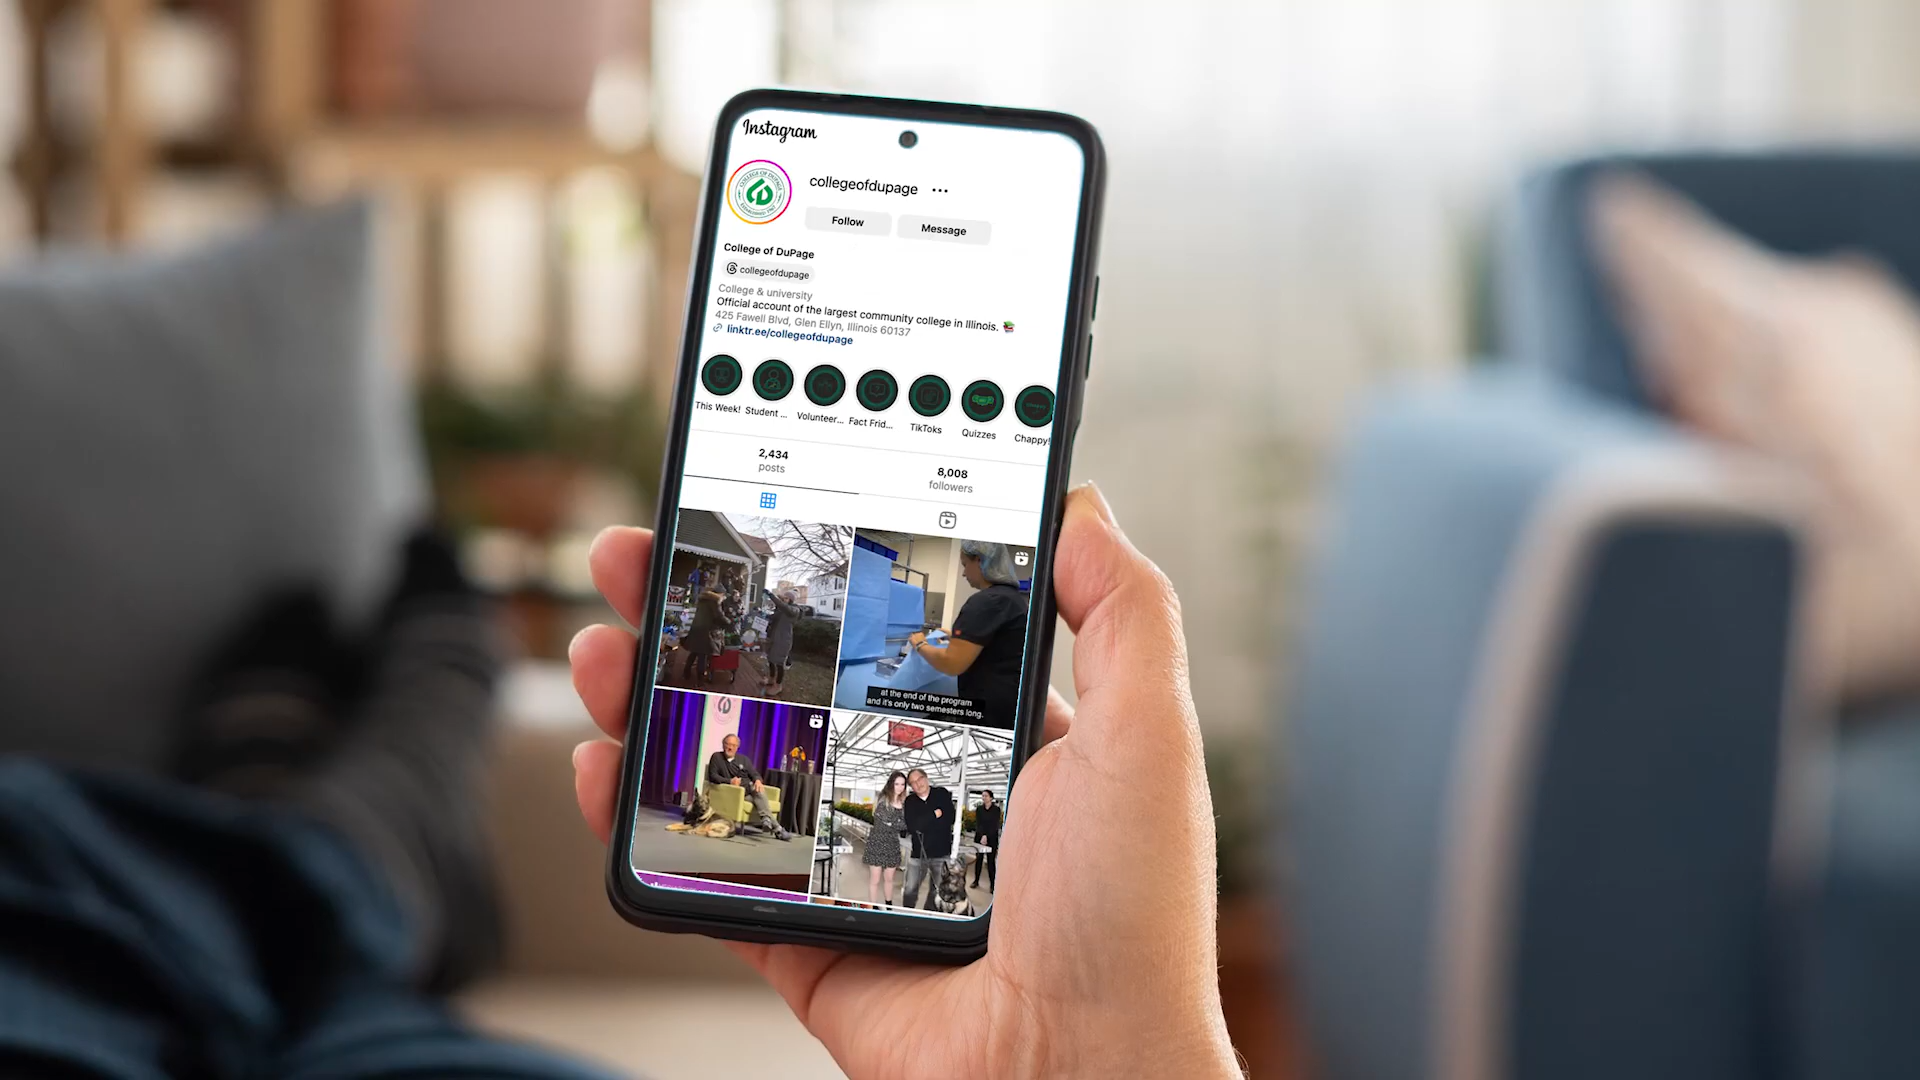 Instagram
collegeofdupage ...
Follow Message
College of DuPage
collegeofdupage
College & university
Official account of the largest community college in Illinois.
425 Fawell Blvd, Glen Ellyn, Illinois 60137
linktr.ee/collegeofdupage
This Week! Student ... Volunteer... Fact Frid... TikToks Quizzes Chappy!
2,434 8,008
posts followers
at the end of the program
and it's only two semesters long.